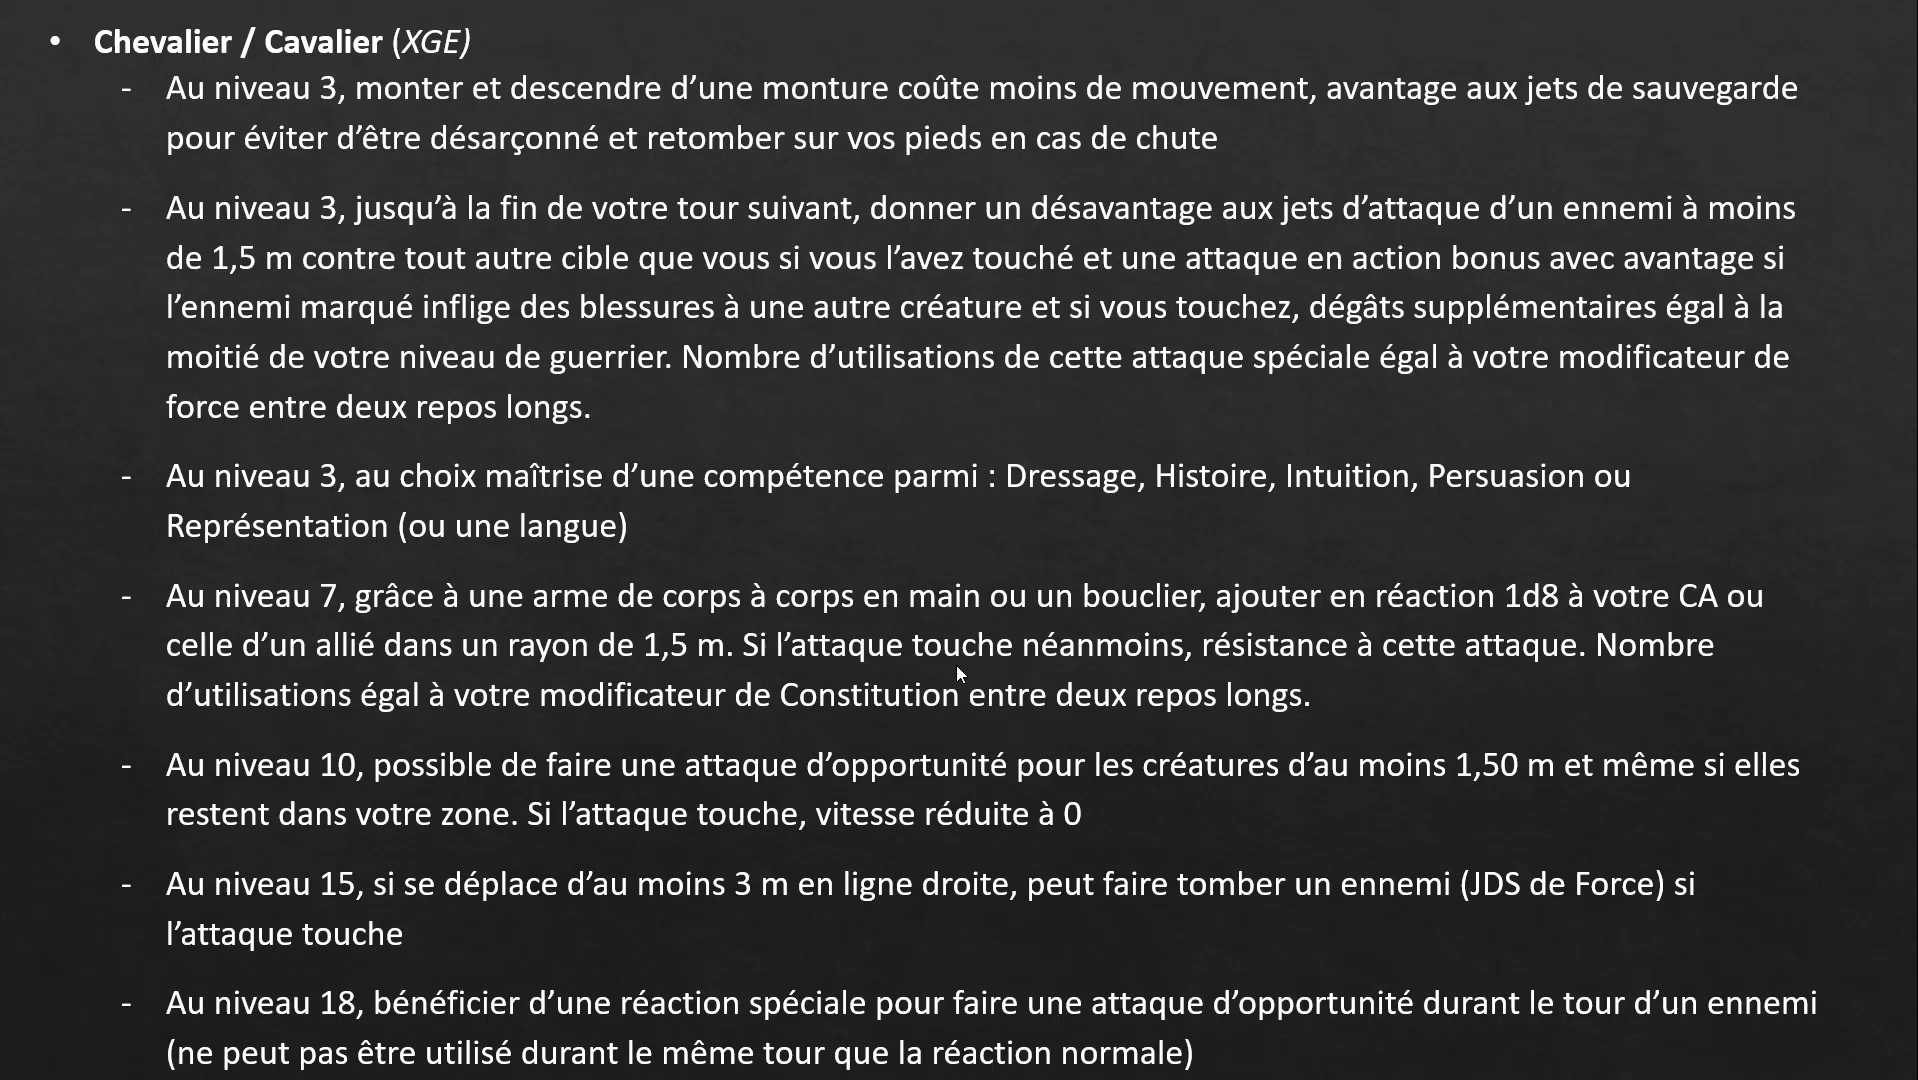 • Chevalier / Cavalier (XGE)
- Au niveau 3, monter et descendre d’une monture coûte moins de mouvement, avantage aux jets de sauvegarde
pour éviter d’être désarçonné et retomber sur vos pieds en cas de chute
- Au niveau 3, jusqu’à la fin de votre tour suivant, donner un désavantage aux jets d’attaque d’un ennemi à moins
de 1,5 m contre tout autre cible que vous si vous l’avez touché et une attaque en action bonus avec avantage si
l’ennemi marqué inflige des blessures à une autre créature et si vous touchez, dégâts supplémentaires égal à la
moitié de votre niveau de guerrier. Nombre d’utilisations de cette attaque spéciale égal à votre modificateur de
force entre deux repos longs.
- Au niveau 3, au choix maîtrise d’une compétence parmi : Dressage, Histoire, Intuition, Persuasion ou
Représentation (ou une langue)
- Au niveau 7, grâce à une arme de corps à corps en main ou un bouclier, ajouter en réaction 1d8 à votre CA ou
celle d’un allié dans un rayon de 1,5 m. Si l’attaque touche néanmoins, résistance à cette attaque. Nombre
d’utilisations égal à votre modificateur de Constitution entre deux repos longs.
- Au niveau 10, possible de faire une attaque d’opportunité pour les créatures d’au moins 1,50 m et même si elles
restent dans votre zone. Si l’attaque touche, vitesse réduite à 0
- Au niveau 15, si se déplace d’au moins 3 m en ligne droite, peut faire tomber un ennemi (JDS de Force) si
l’attaque touche
- Au niveau 18, bénéficier d’une réaction spéciale pour faire une attaque d’opportunité durant le tour d’un ennemi
(ne peut pas être utilisé durant le même tour que la réaction normale)